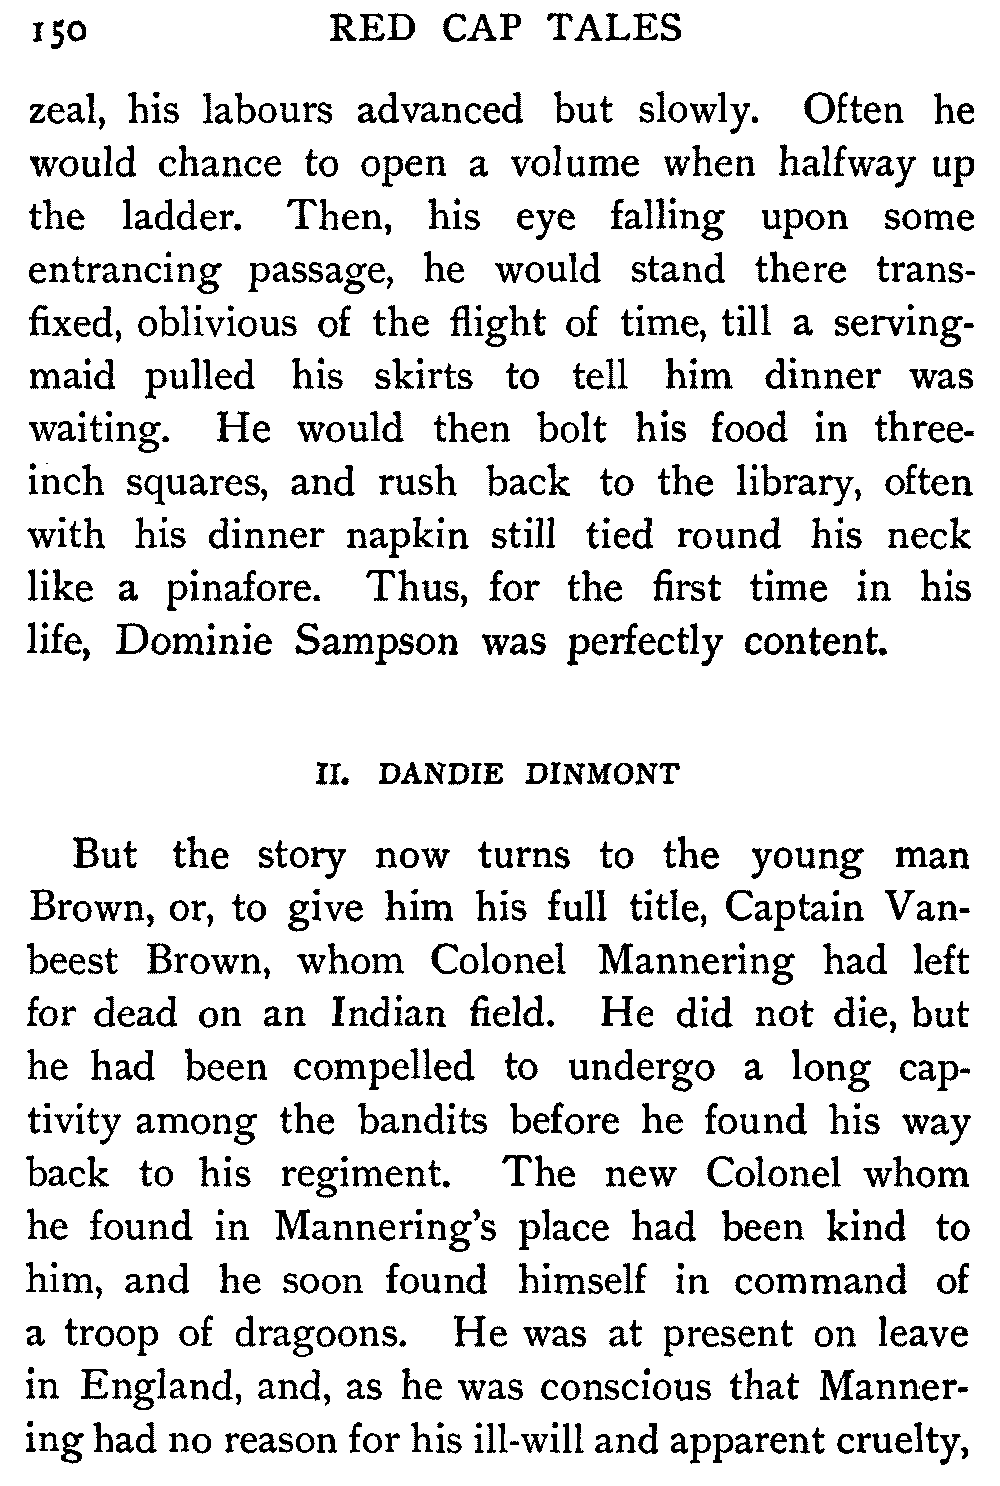 150 RED CAP TALES
zeal, his labours advanced but slowly. Often he
would chance to open a volume when halfway up
the ladder. Then, his eye falling upon some
entrancing passage, he would stand there trans-
fixed, oblivious of the flight of time, till a serving-
maid pulled his skirts to tell him dinner was
waiting. He would then bolt his food in three-
inch squares, and rush back to the library, often
with his dinner napkin still tied round his neck
like a pinafore. Thus, for the first time in his
life, Dominie Sampson was perfectly content.
II. DANDIE DINMONT
But the story now turns to the young man
Brown, or, to give him his full title, Captain Van-
beest Brown, whom Colonel Mannering had left
for dead on an Indian field. He did not die, but
he had been compelled to undergo a long cap-
tivity among the bandits before he found his way
back to his regiment. The new Colonel whom
he found in Mannering's place had been kind to
him, and he soon found himself in command of
a troop of dragoons. He was at present on leave
in England, and, as he was conscious that Manner-
ing had no reason for his ill-will and apparent cruelty,